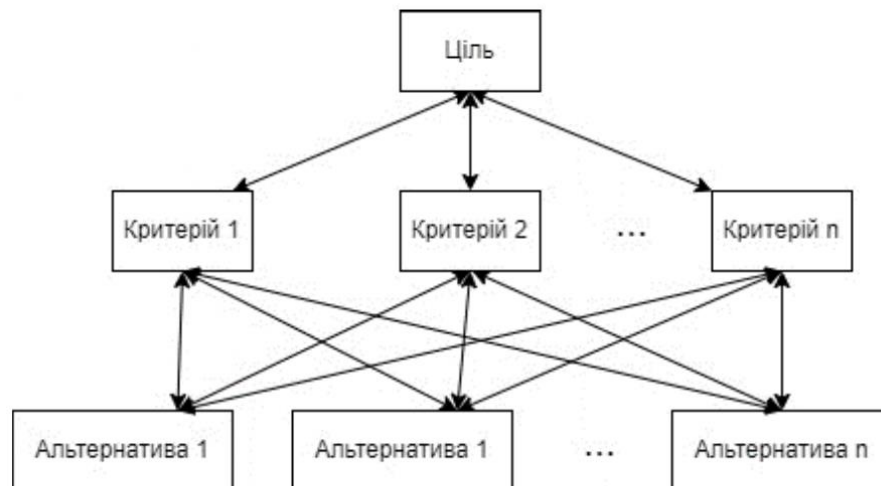 Ціль
Критерій 1
Критерій 2
...
Критерій n
Альтернатива 1
Альтернатива 1
...
Альтернатива n